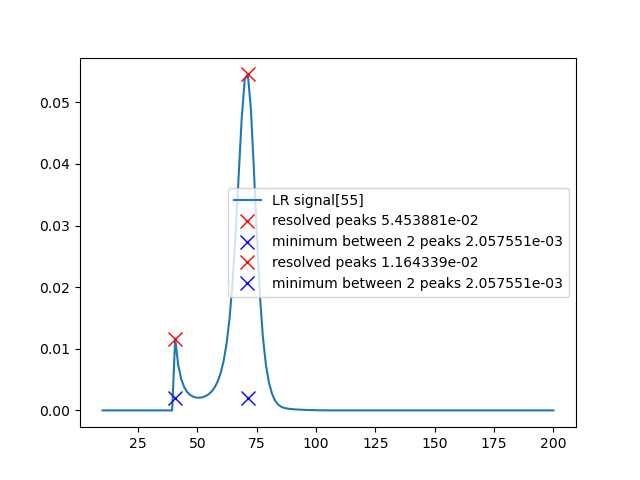 0.05
0.04
0.03
0.02
0.01
0.00
LR signal[55]
resolved peaks 5.453881e-02
minimum between 2 peaks 2.057551e-03
resolved peaks 1.164339e-02
minimum between 2 peaks 2.057551e-03
25 50 75 100 125 150 175 200